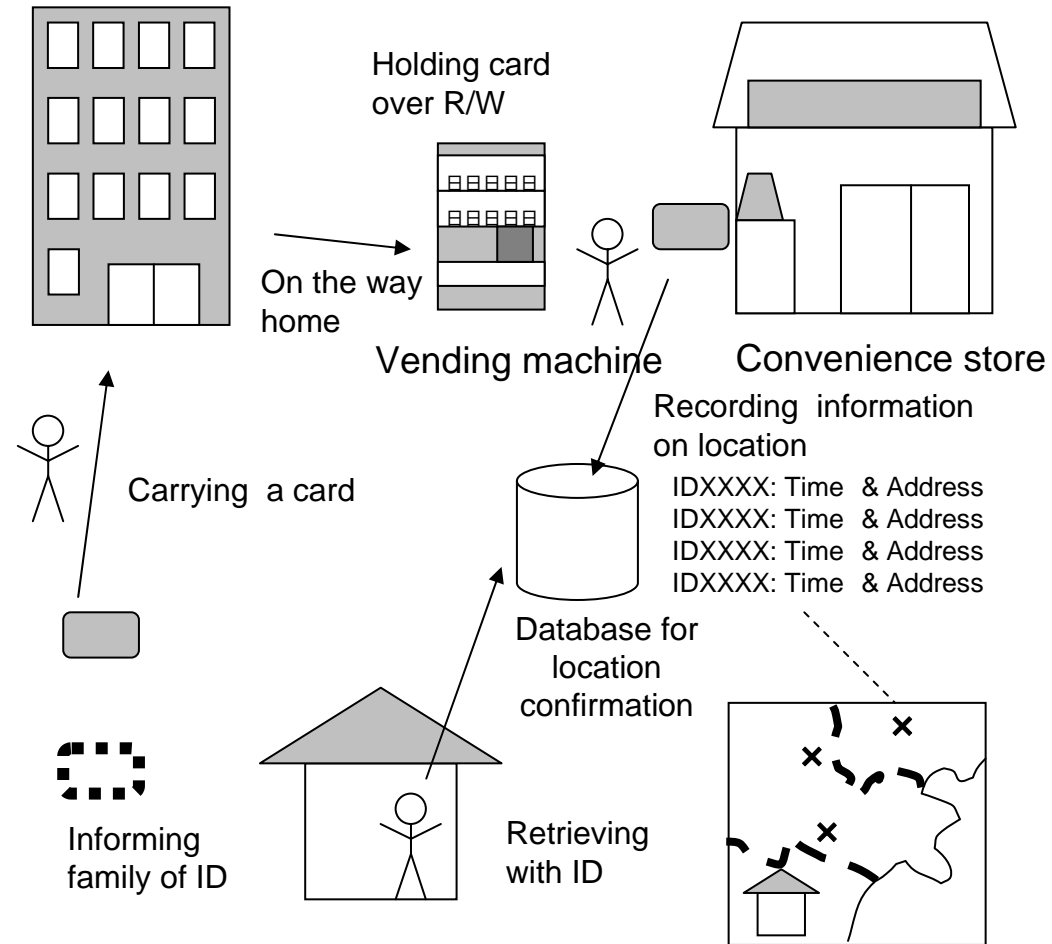 Holding card
over R/W
On the way
home
Vending machine
Convenience store
Recording information
on location
IDXXXX: Time & Address
IDXXXX: Time & Address
IDXXXX: Time & Address
IDXXXX: Time & Address
Carrying a card
Database for
location
confirmation
Informing
family of ID
Retrieving
with ID